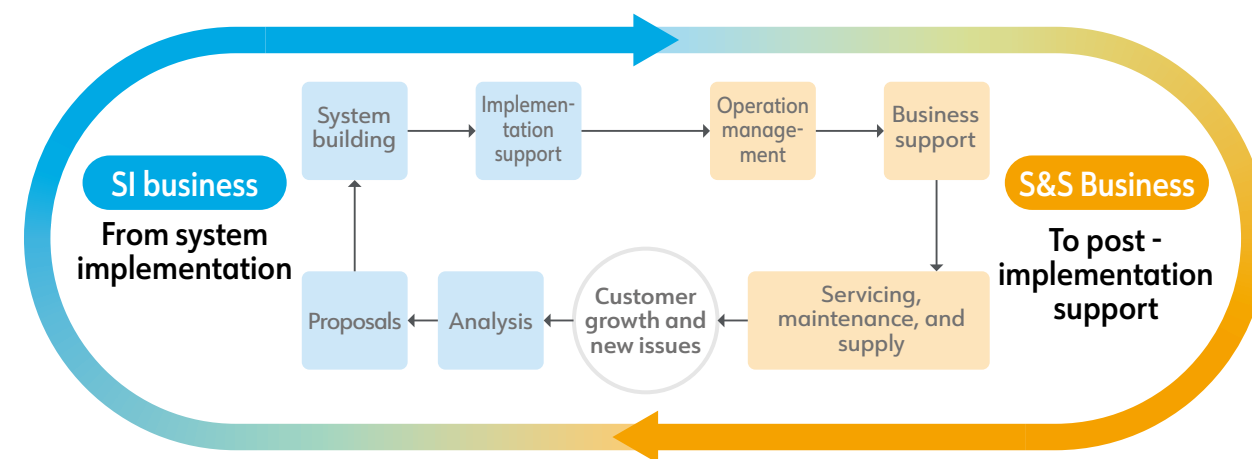 System
building
Implemen-
tation
support
Operation
manage-
ment
Business
support
SI business
From system
implementation
S&S Business
To post -
implementation
support
Proposals
Analysis
Customer
growth and
new issues
Servicing,
maintenance, and
supply